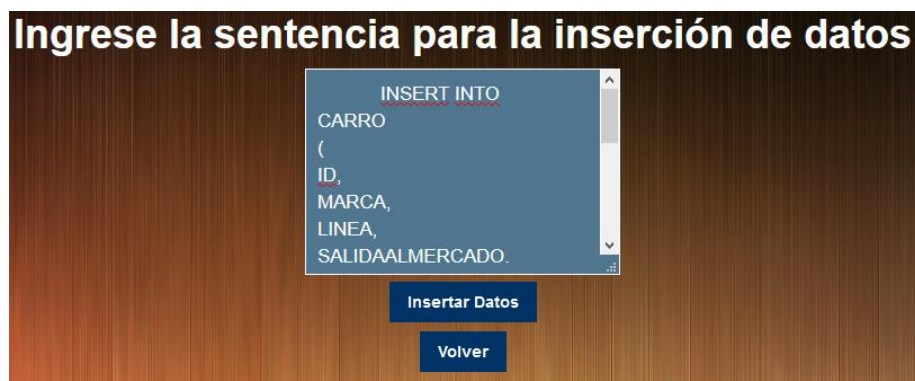 Ingrese la sentencia para la inserción de datos
INSERT INTO
CARRO
(
ID,
MARCA,
LINEA,
SALIDAALMERCADO.
Insertar Datos
Volver